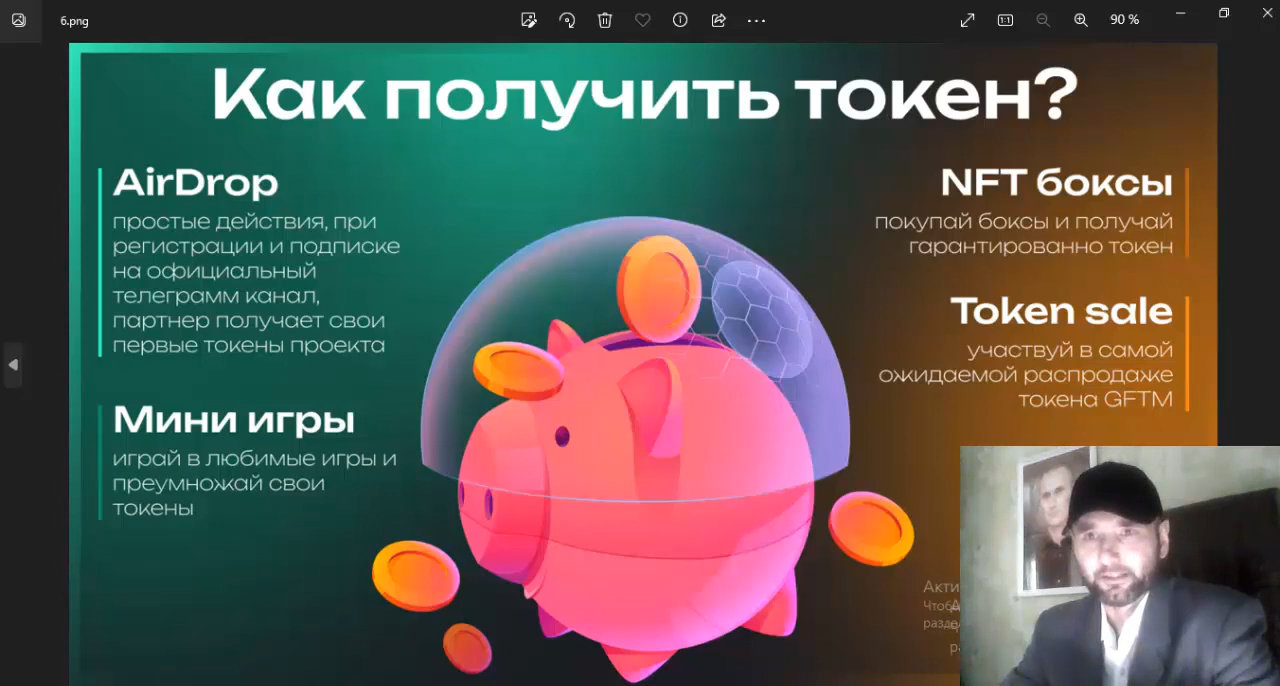 6.png
90 %
Как получить токен?
AirDrop
простые действия, при
регистрации и подписке
на официальный
телеграмм канал,
партнер получает свои
первые токены проекта
Мини игры
играй в любимые игры и
преумножай свои
токены
NFT боксы
покупай боксы и получай
гарантированно токен
Token sale
участвуй в самой
ожидаемой распродаже
токена GFTM